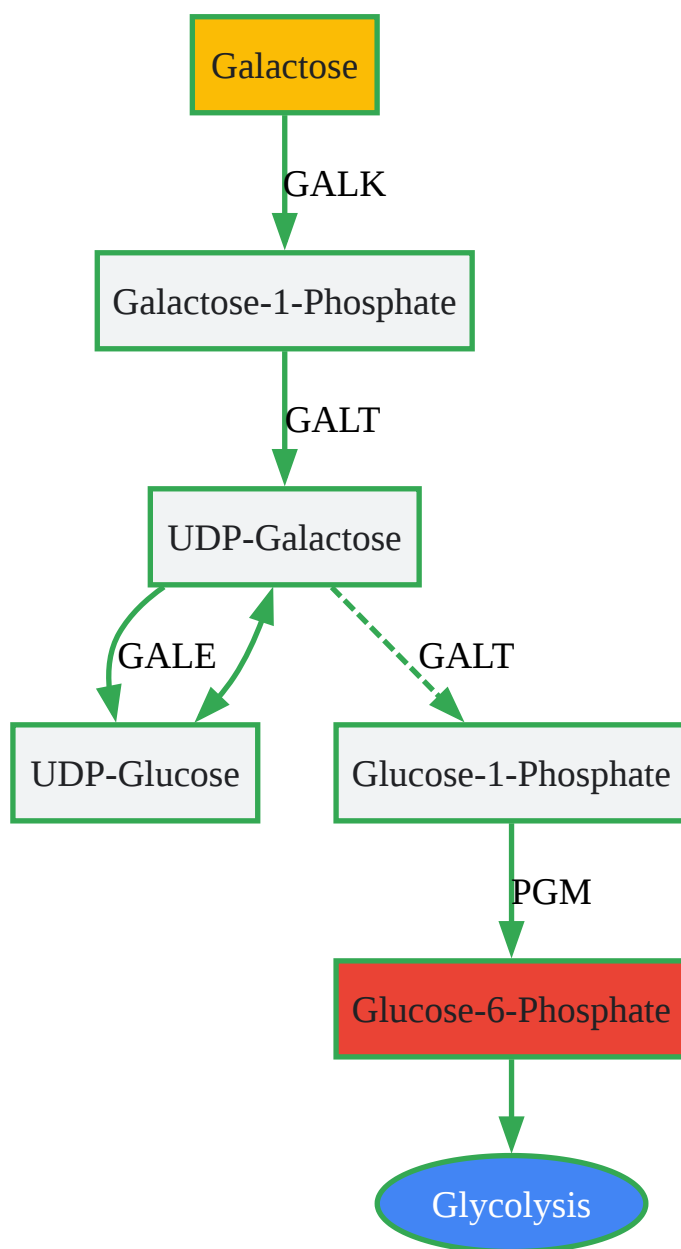 Galactose
GALK
Galactose-1-Phosphate
GALT
UDP-Galactose
GALE
GALT
UDP-Glucose
Glucose-1-Phosphate
PGM
Glucose-6-Phosphate
Glycolysis